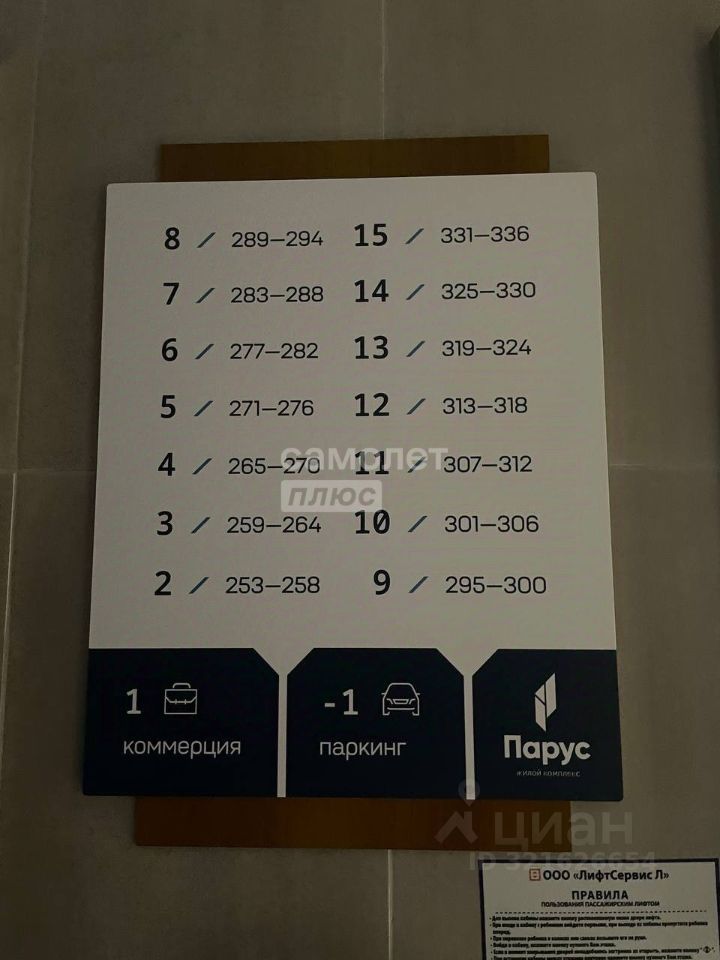 8 / 289—294
7 / 283—288
6 / 277—282
5 / 271—276
4 / 265—270
3 / 259—264
2 / 253—258
15 / 331—336
14 / 325—330
13 / 319—324
12 / 313—318
11 / 307—312
10 / 301—306
9 / 295—300
самолет
плюс
1
коммерция
-1
паркинг
Парус
ЖИЛОЙ КОМПЛЕКС
циан
ID 321626654
ООО «ЛифтСервис Л»
ПРАВИЛА
ПОЛЬЗОВАНИЯ ПАССАЖИРСКИМ ЛИФТОМ